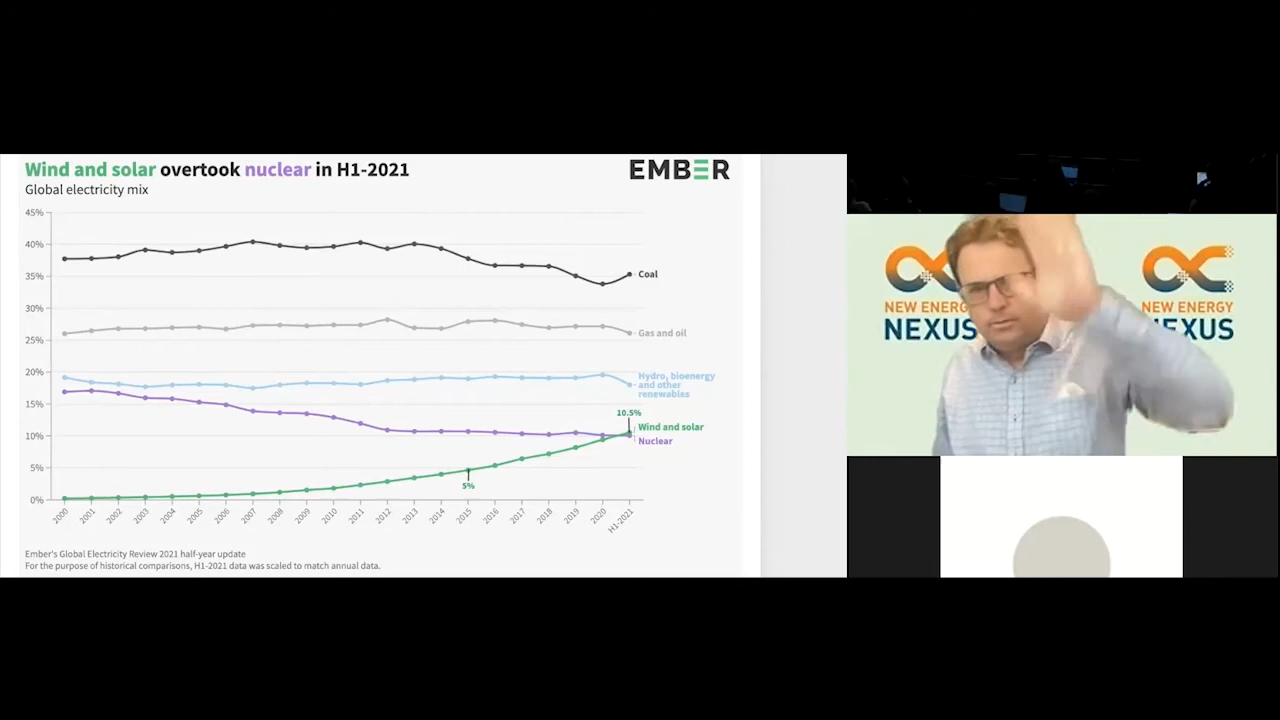 Wind and solar overtook nuclear in H1-2021
EMBER
Global electricity mix
45%
40%
35%
30%
25%
20%
15%
10%
5%
0%
Coal
Gas and oil
Hydro, bioenergy
and other
renewables
10.5%
Wind and solar
Nuclear
5%
2000
2001
2002
2003
2004
2005
2006
2007
2008
2009
2010
2011
2012
2013
2014
2015
2016
2017
2018
2019
2020
H1-2021
Ember's Global Electricity Review 2021 half-year update
For the purpose of historical comparisons, H1-2021 data was scaled to match annual data.
NEW ENERG
NEXUS
NEW ENERGY
EXUS